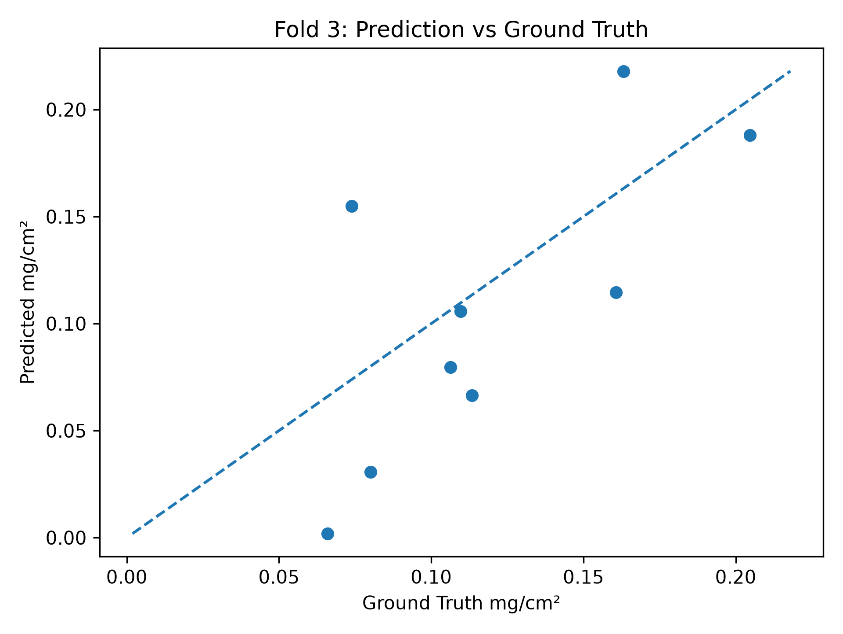 Fold 3: Prediction vs Ground Truth
Predicted mg/cm²
0.20
0.15
0.10
0.05
0.00
0.00 0.05 0.10 0.15 0.20
Ground Truth mg/cm²